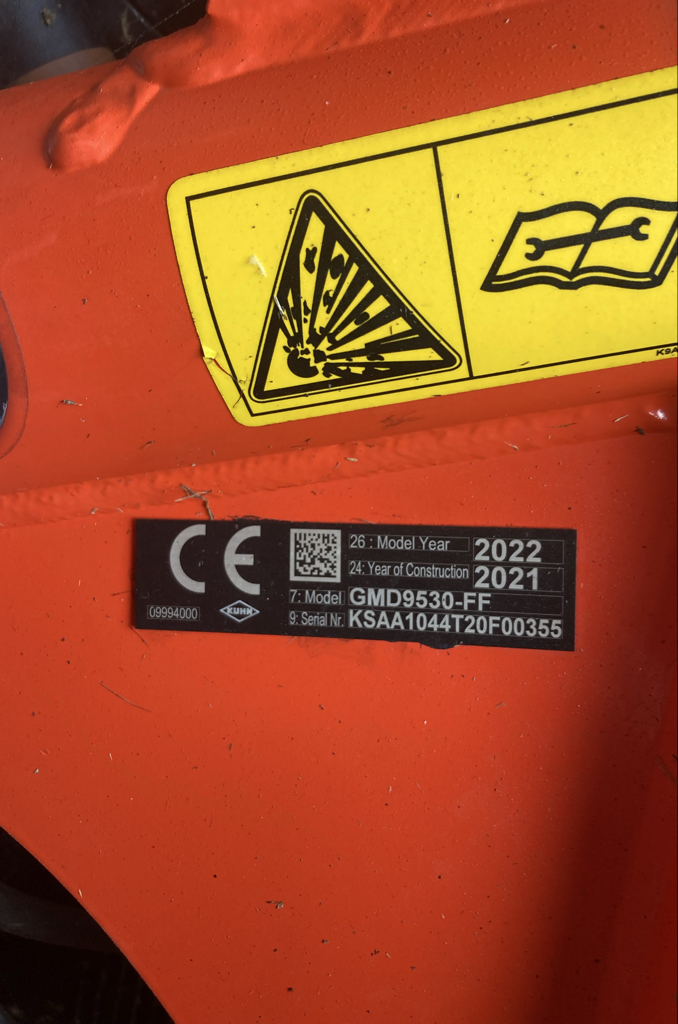 K9A
CE
26 : Model Year 2022
24: Year of Construction 2021
7: Model GMD9530-FF
9: Serial Nr. KSAA1044T20F00355
09994000
KUHN